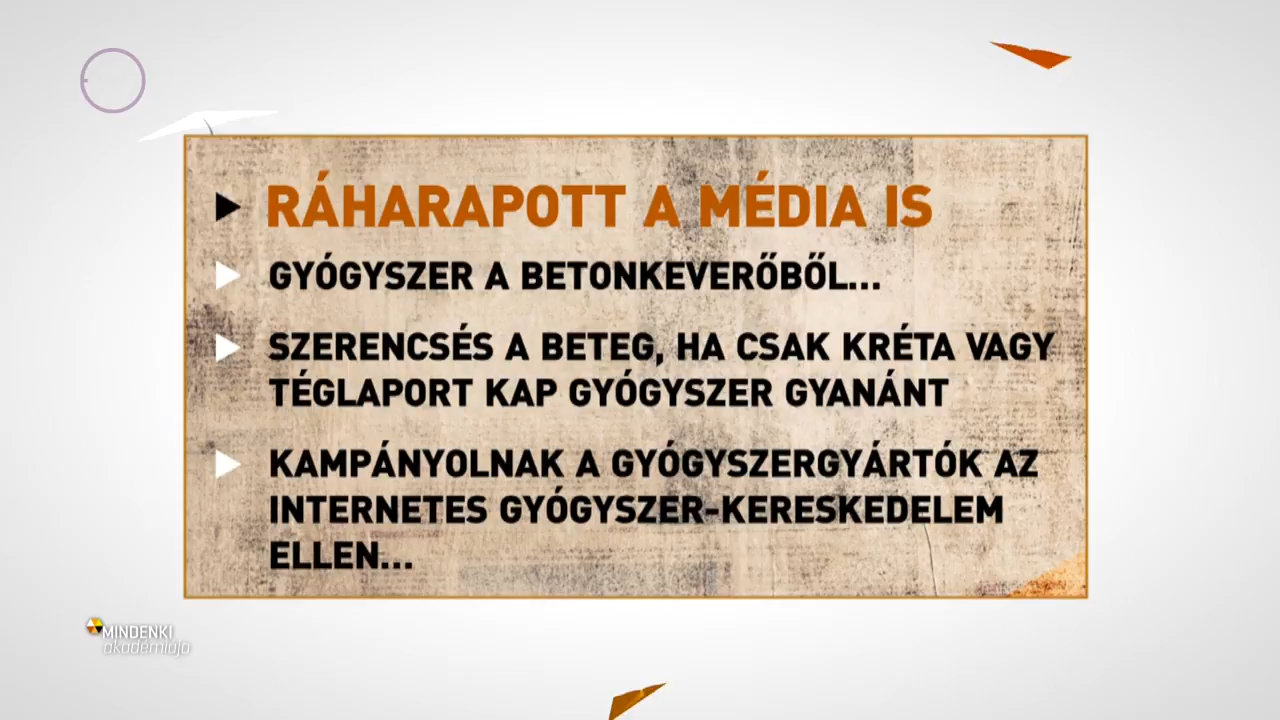 RÁHARAPOTT A MÉDIA IS
GYÓGYSZER A BETONKEVERŐBŐL...
SZERENCSÉS A BETEG, HA CSAK KRÉTA VAGY
TÉGLAPORT KAP GYÓGYSZER GYANÁNT
KAMPÁNYOLNAK A GYÓGYSZERGYÁRTÓK AZ
INTERNETES GYÓGYSZER-KERESKEDELEM
ELLEN...
MINDENKI
akadémiája